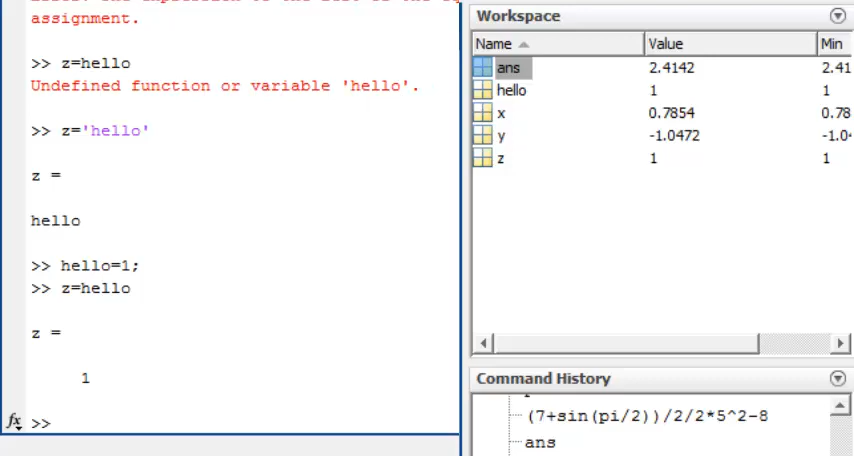 assignment.
>> z=hello
Undefined function or variable 'hello'.
>> z='hello'
z =
hello
>> hello=1;
>> z=hello
z =
1
fx >>
Workspace
Name Value Min
ans 2.4142 2.41
hello 1 1
x 0.7854 0.78
y -1.0472 -1.0
z 1 1
Command History
(7+sin(pi/2))/2/2*5^2-8
ans